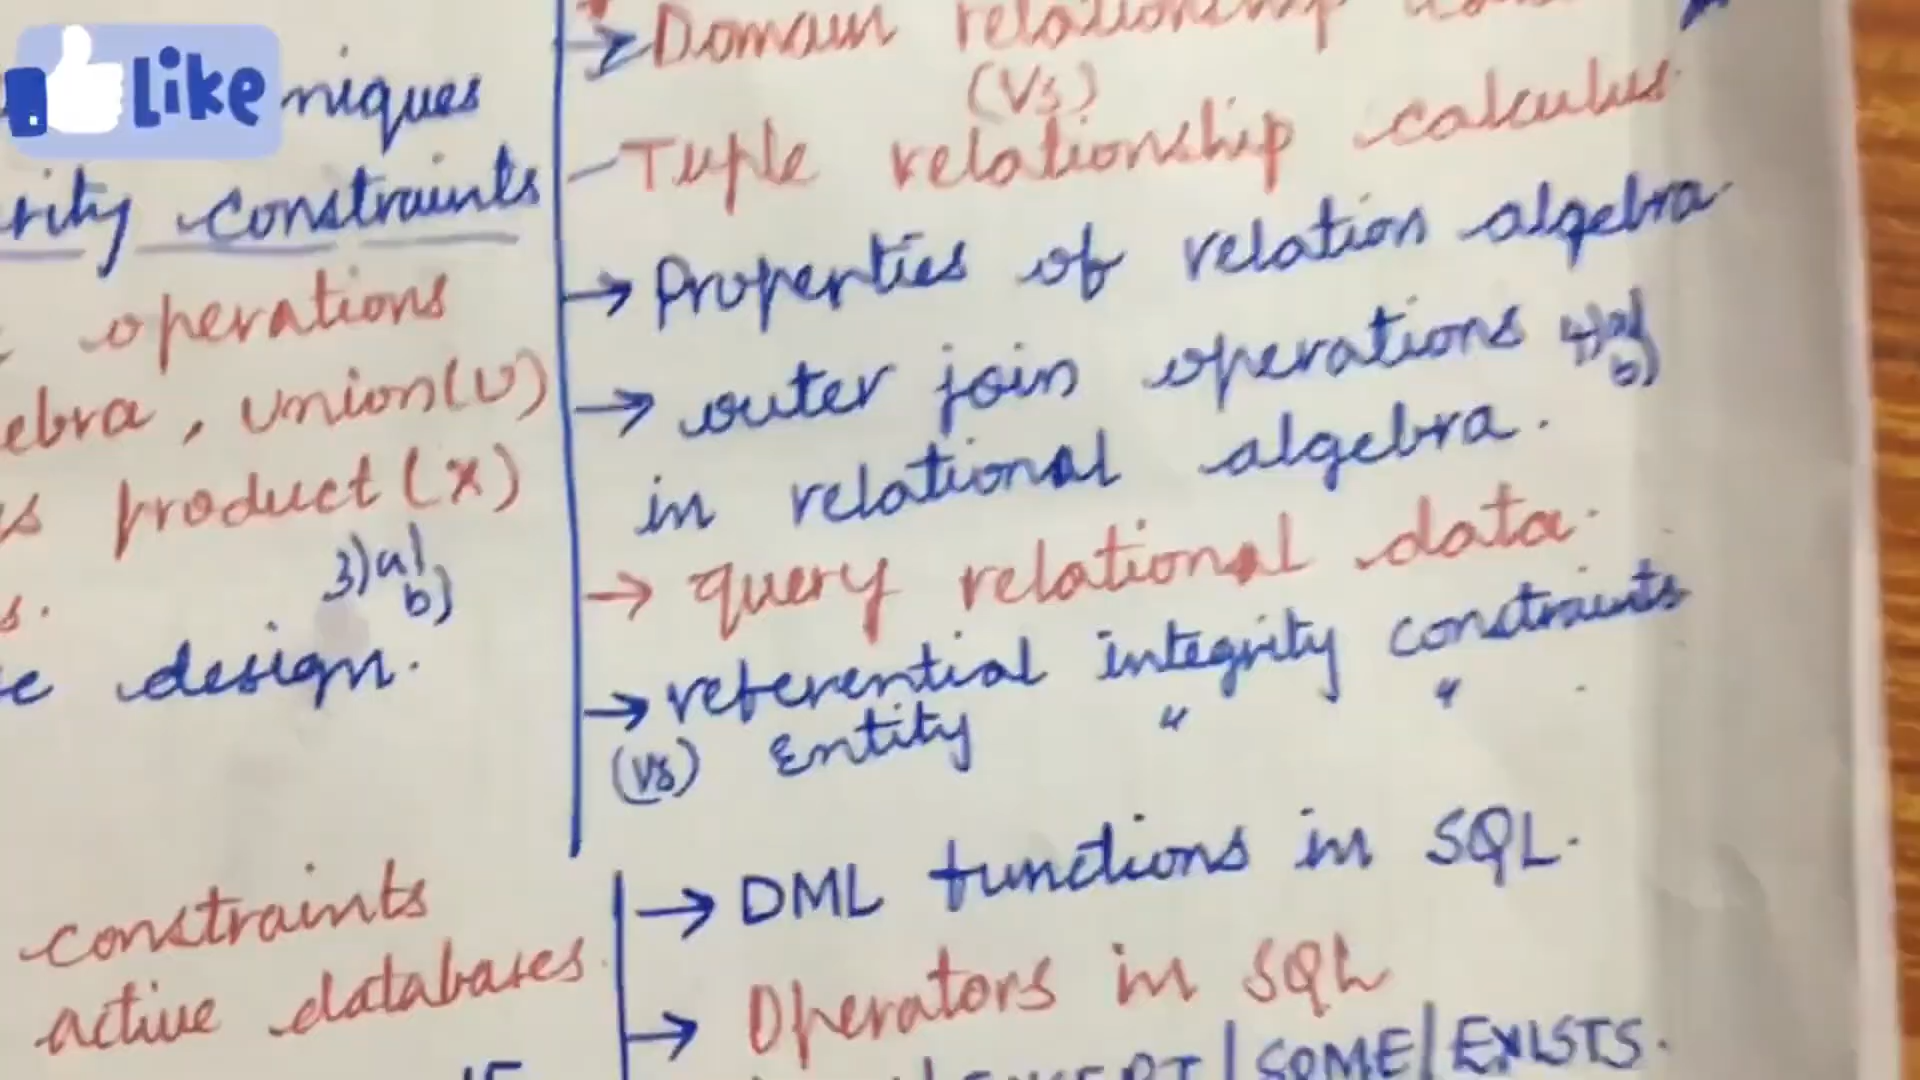 Like
niques
constraints
operations
ebra, union(U)
product (x)
3) a)
b)
design.
constraints
active databases
→ Domain relationship
(Vs)
Tuple relationship calculus
→ Properties of relation algebra
→ outer join operations 4) a)
b)
in relational algebra.
→ query relational data.
→ referential integrity constraints
(vs) Entity " "
→ DML functions in SQL.
→ Operators in SQL
| SOME | EXISTS.